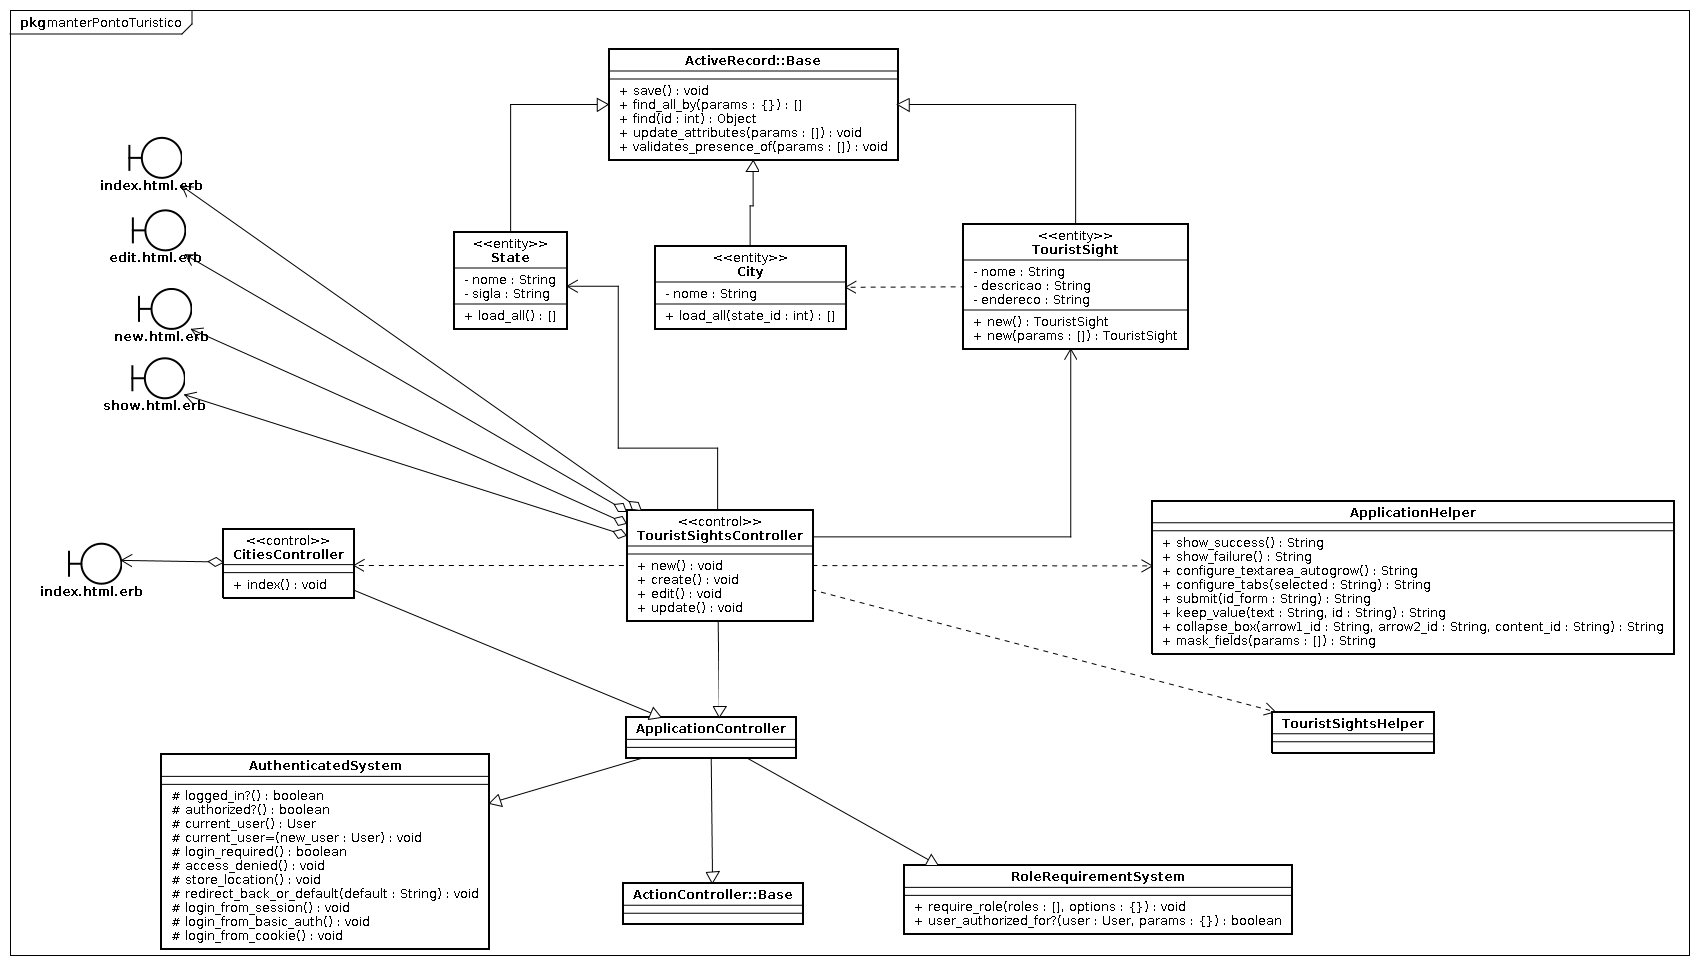 pkg manterPontoTuristico
ActiveRecord::Base
+ save() : void
+ find_all_by(params : {}) : []
+ find(id : int) : Object
+ update_attributes(params : []) : void
+ validates_presence_of(params : []) : void
index.html.erb
edit.html.erb
new.html.erb
show.html.erb
<<entity>>
State
- nome : String
- sigla : String
+ load_all() : []
<<entity>>
City
- nome : String
+ load_all(state_id : int) : []
<<entity>>
TouristSight
- nome : String
- descricao : String
- endereco : String
+ new() : TouristSight
+ new(params : []) : TouristSight
index.html.erb
<<control>>
CitiesController
+ index() : void
<<control>>
TouristSightsController
+ new() : void
+ create() : void
+ edit() : void
+ update() : void
ApplicationHelper
+ show_success() : String
+ show_failure() : String
+ configure_textarea_autogrow() : String
+ configure_tabs(selected : String) : String
+ submit(id_form : String) : String
+ keep_value(text : String, id : String) : String
+ collapse_box(arrow1_id : String, arrow2_id : String, content_id : String) : String
+ mask_fields(params : []) : String
TouristSightsHelper
ApplicationController
AuthenticatedSystem
# logged_in?() : boolean
# authorized?() : boolean
# current_user() : User
# current_user=(new_user : User) : void
# login_required() : boolean
# access_denied() : void
# store_location() : void
# redirect_back_or_default(default : String) : void
# login_from_session() : void
# login_from_basic_auth() : void
# login_from_cookie() : void
ActionController::Base
RoleRequirementSystem
+ require_role(roles : [], options : {}) : void
+ user_authorized_for?(user : User, params : {}) : boolean